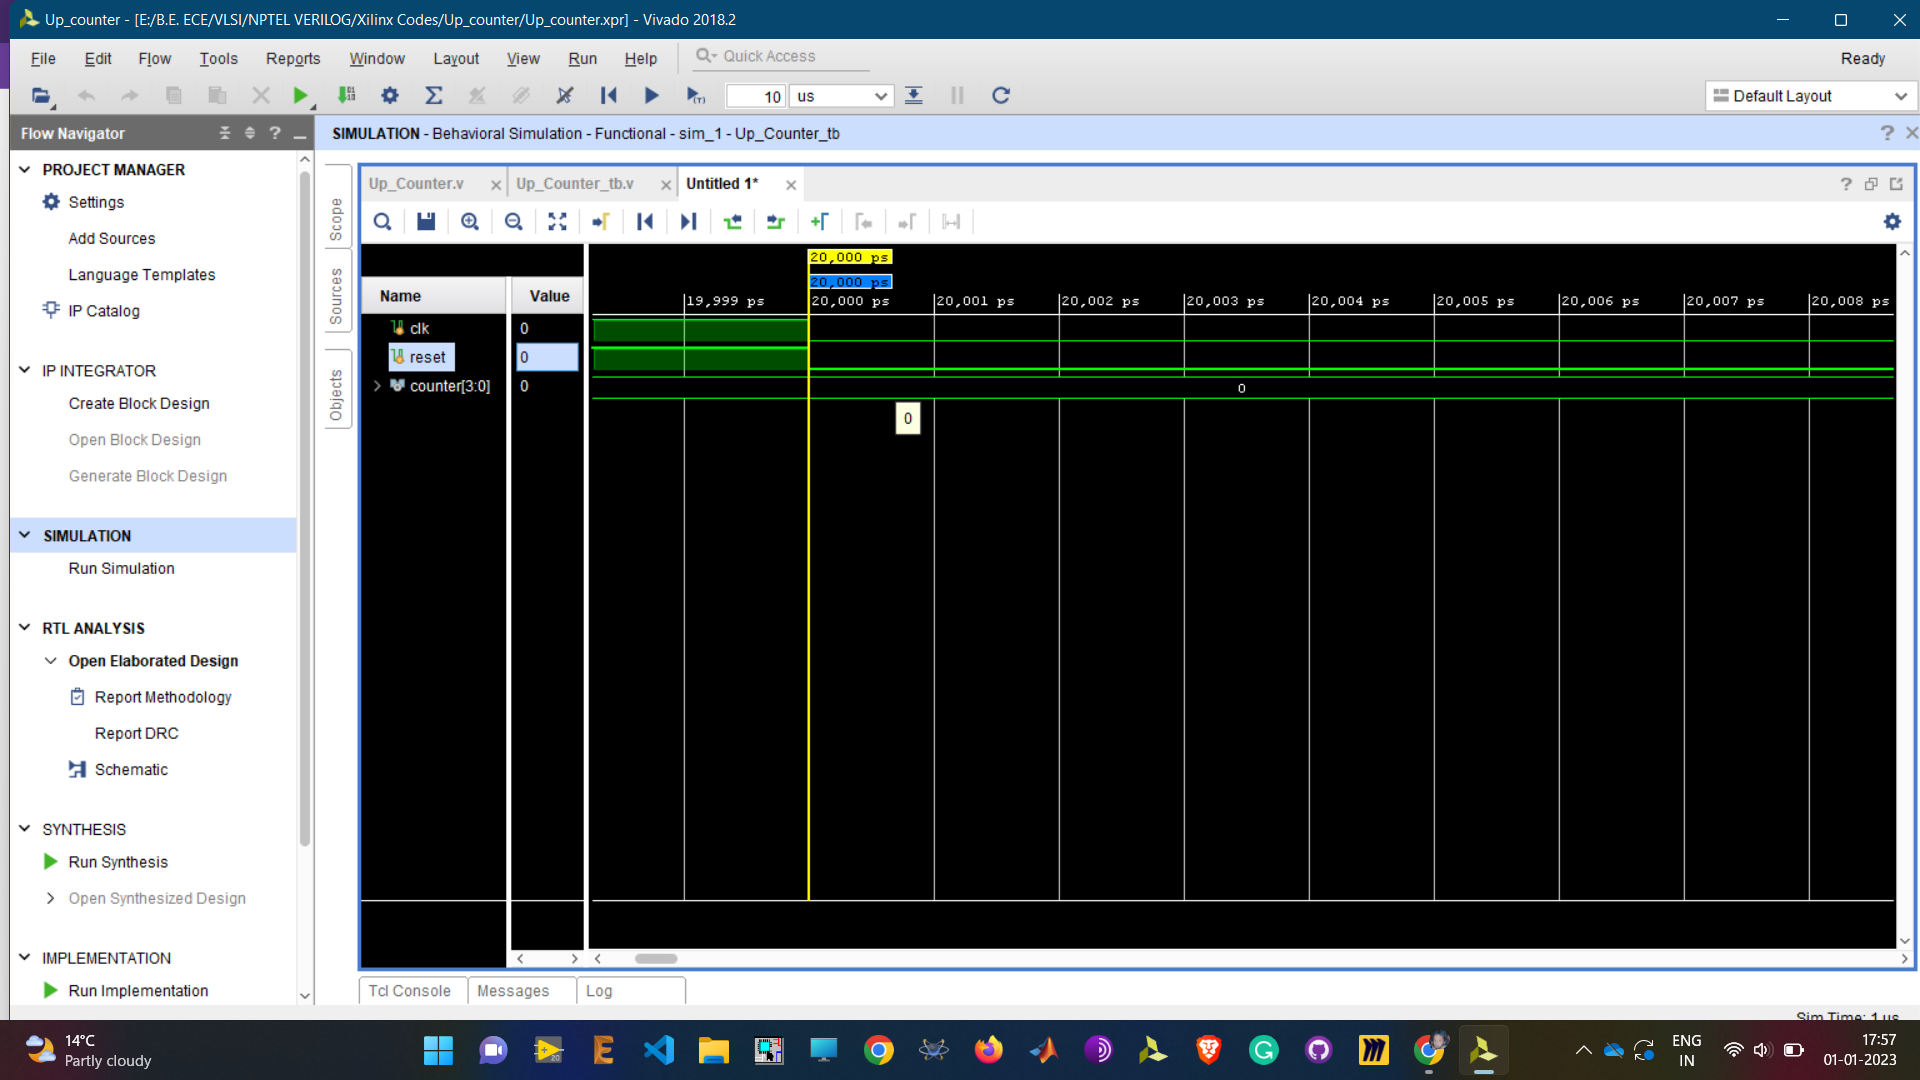 Up_counter - [E:/B.E. ECE/VLSI/NPTEL VERILOG/Xilinx Codes/Up_counter/Up_counter.xpr] - Vivado 2018.2
File Edit Flow Tools Reports Window Layout View Run Help Quick Access Ready
10 us Default Layout
Flow Navigator
SIMULATION - Behavioral Simulation - Functional - sim_1 - Up_Counter_tb
PROJECT MANAGER
Settings
Add Sources
Language Templates
IP Catalog
IP INTEGRATOR
Create Block Design
Open Block Design
Generate Block Design
SIMULATION
Run Simulation
RTL ANALYSIS
Open Elaborated Design
Report Methodology
Report DRC
Schematic
SYNTHESIS
Run Synthesis
Open Synthesized Design
IMPLEMENTATION
Run Implementation
Scope
Sources
Objects
Up_Counter.v Up_Counter_tb.v Untitled 1*
20,000 ps
20,000 ps
19,999 ps 20,000 ps 20,001 ps 20,002 ps 20,003 ps 20,004 ps 20,005 ps 20,006 ps 20,007 ps 20,008 ps
Name Value
clk 0
reset 0
counter[3:0] 0 0
0
Tcl Console Messages Log
Sim Time: 1 us
14°C
Partly cloudy
20
ENG
IN
17:57
01-01-2023